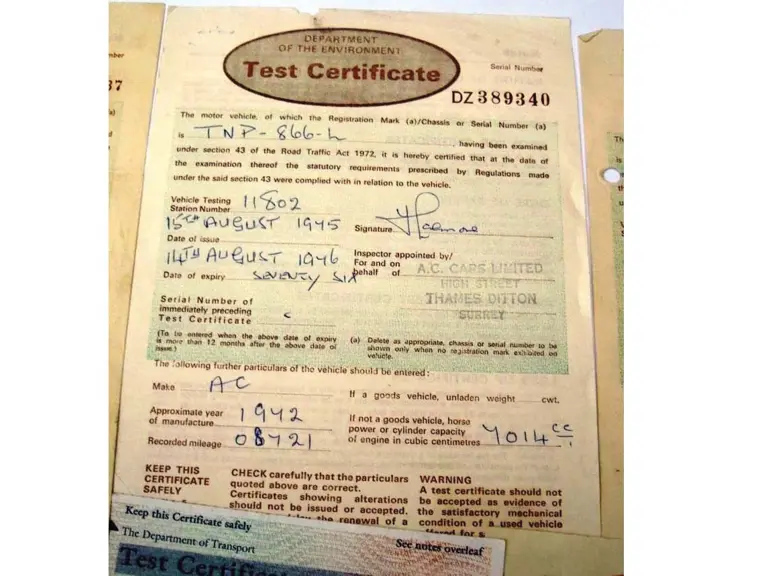 DEPARTMENT
OF THE ENVIRONMENT
Test Certificate
Serial Number
DZ 389340
The motor vehicle, of which the Registration Mark (a)/Chassis or Serial Number (a)
is TNP-866-L having been examined
under section 43 of the Road Traffic Act 1972, it is hereby certified that at the date of
the examination thereof the statutory requirements prescribed by Regulations made
under the said section 43 were complied with in relation to the vehicle.
Vehicle Testing
Station Number 11802
15TH AUGUST 1975
Date of issue
Signature
14TH AUGUST 1976
Date of expiry SEVENTY SIX
Inspector appointed by/
For and on
behalf of
A.C. CARS LIMITED
HIGH STREET
THAMES DITTON
SURREY
Serial Number of
immediately preceding
Test Certificate
(To be entered when the above date of expiry
is more than 12 months after the above date of
issue.)
(a) Delete as appropriate, chassis or serial number to be
shown only when no registration mark exhibited on
vehicle.
The following further particulars of the vehicle should be entered:
Make AC
If a goods vehicle, unladen weight cwt.
Approximate year
of manufacture 1972
If not a goods vehicle, horse
power or cylinder capacity
of engine in cubic centimetres 7014 cc
Recorded mileage 08721
KEEP THIS
CERTIFICATE
SAFELY
CHECK carefully that the particulars
quoted above are correct.
Certificates showing alterations
should not be issued or accepted.
the renewal of a
WARNING
A test certificate should not
be accepted as evidence of
the satisfactory mechanical
condition of a used vehicle
offered for s
Keep this Certificate safely
The Department of Transport
See notes overleaf
Test Certific